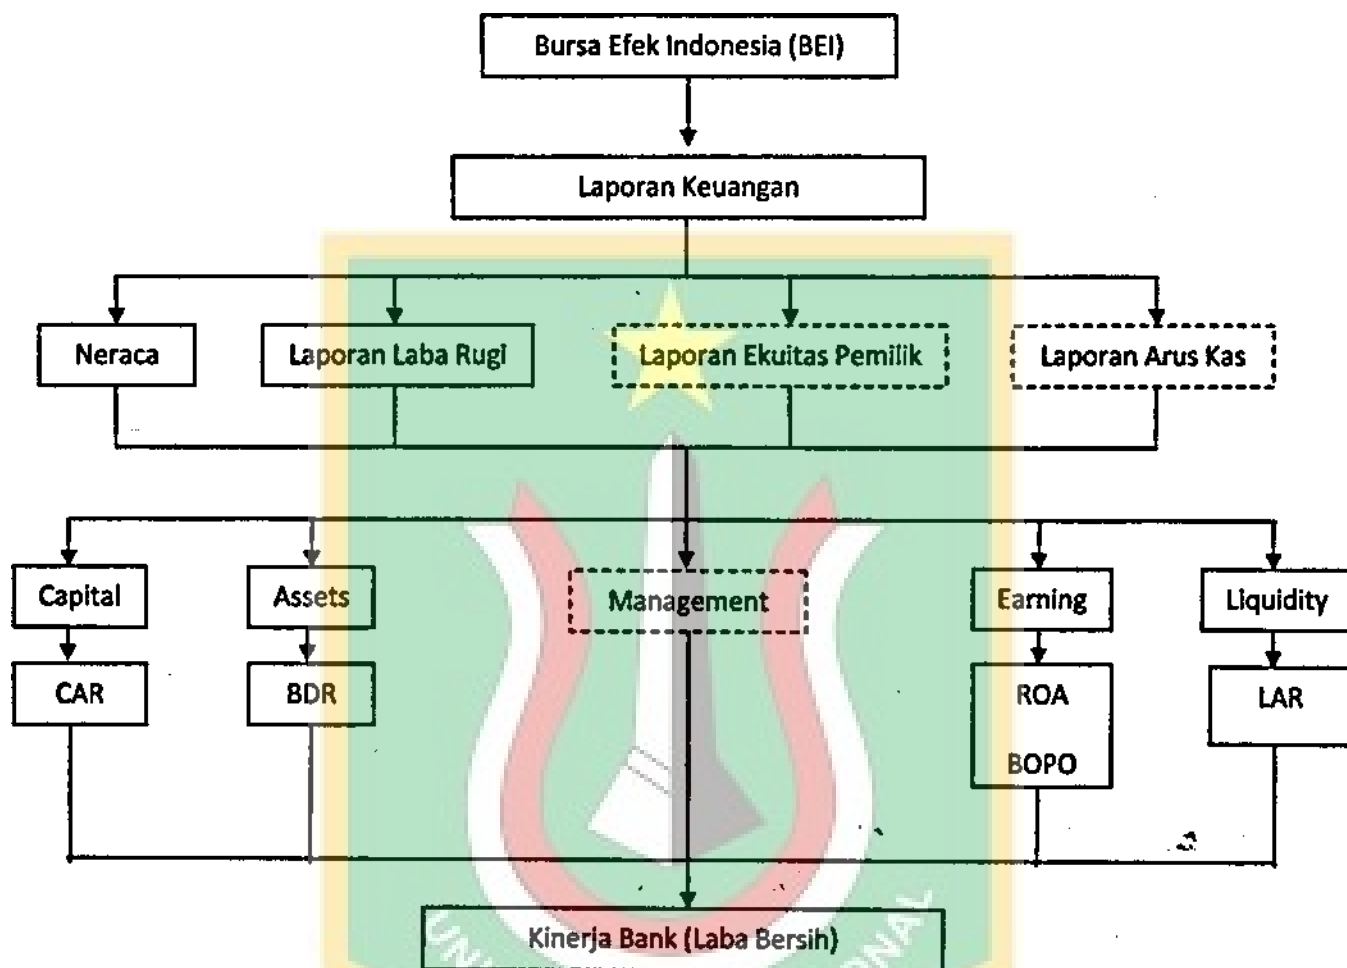 Bursa Efek Indonesia (BEI)
Laporan Keuangan
Neraca
Laporan Laba Rugi
Laporan Ekuitas Pemilik
Laporan Arus Kas
Capital
Assets
Management
Earning
Liquidity
CAR
BDR
ROA
BOPO
LAR
Kinerja Bank (Laba Bersih)